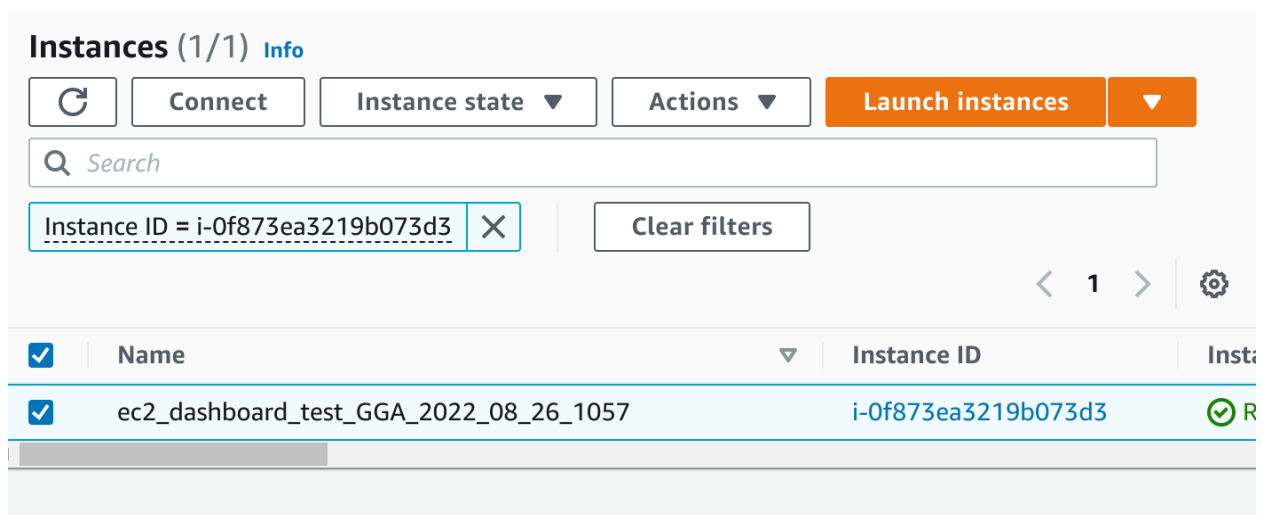 Instances (1/1) Info
Connect Instance state Actions Launch instances
Search
Instance ID = i-0f873ea3219b073d3 Clear filters
1
Name Instance ID
ec2_dashboard_test_GGA_2022_08_26_1057 i-0f873ea3219b073d3